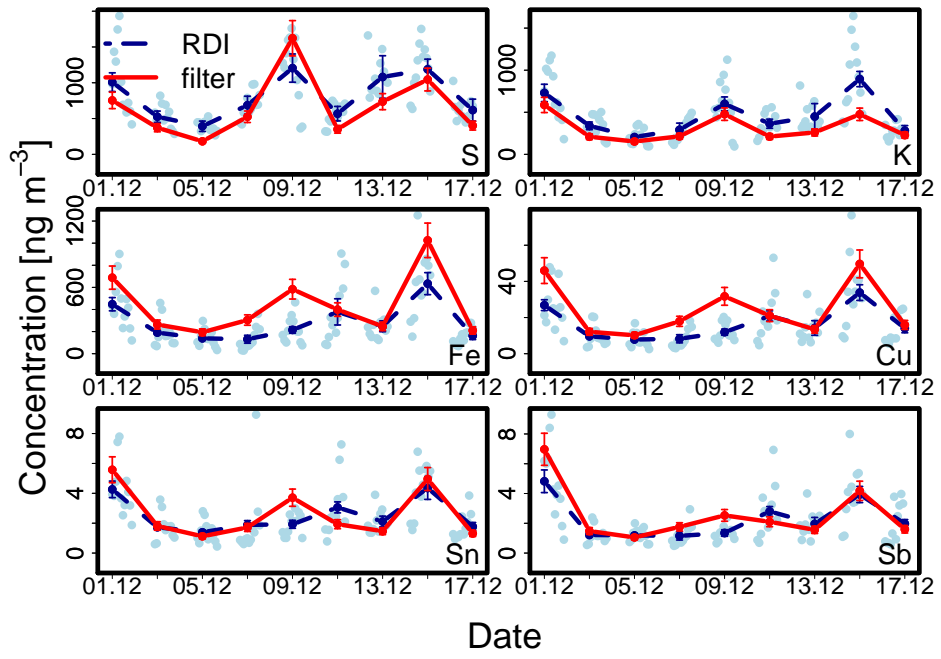 Concentration [ng m⁻³]
RDI
filter
0 1000
S
01.12 05.12 09.12 13.12 17.12
0 1000
K
01.12 05.12 09.12 13.12 17.12
0 600 1200
Fe
01.12 05.12 09.12 13.12 17.12
0 400
Cu
01.12 05.12 09.12 13.12 17.12
0 4 8
Sn
01.12 05.12 09.12 13.12 17.12
0 4 8
Sb
01.12 05.12 09.12 13.12 17.12
Date